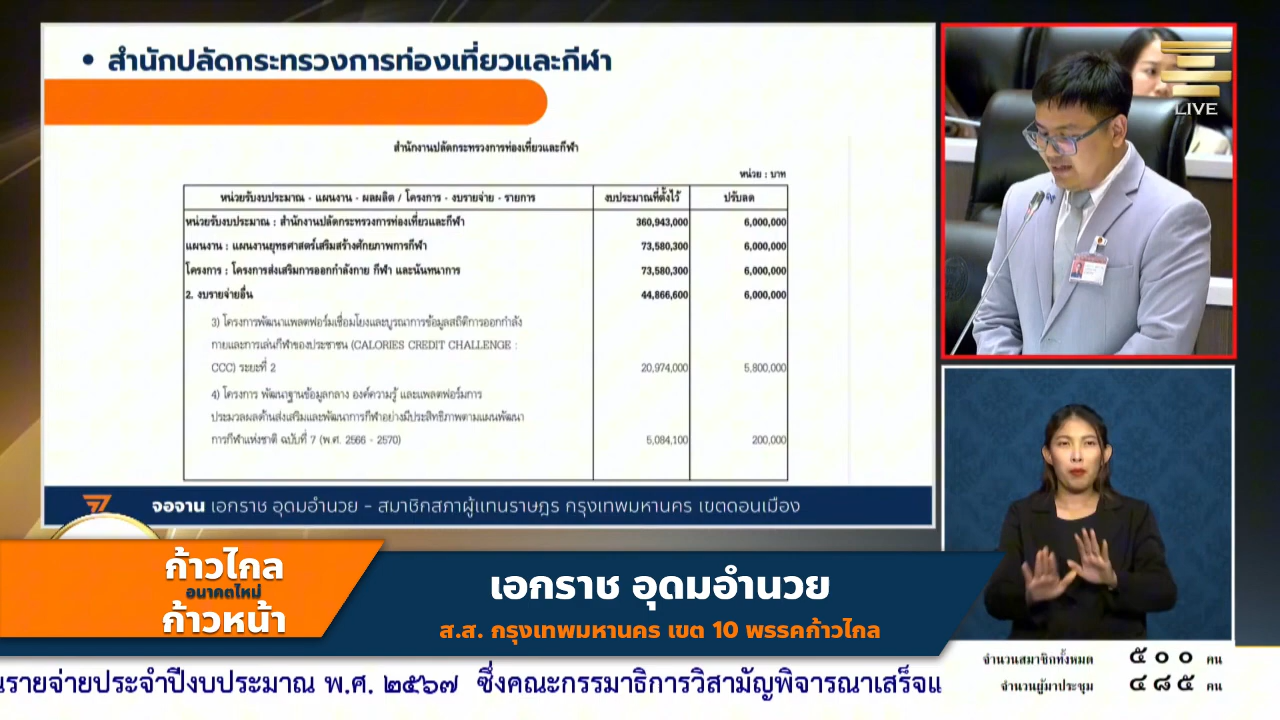 • สำนักปลัดกระทรวงการท่องเที่ยวและกีฬา
สำนักงานปลัดกระทรวงการท่องเที่ยวและกีฬา
หน่วย : บาท
หน่วยรับงบประมาณ - แผนงาน - ผลผลิต / โครงการ - งบรายจ่าย - รายการ งบประมาณที่ตั้งไว้ ปรับลด
หน่วยรับงบประมาณ : สำนักงานปลัดกระทรวงการท่องเที่ยวและกีฬา 360,943,000 6,000,000
แผนงาน : แผนงานยุทธศาสตร์เสริมสร้างศักยภาพการกีฬา 73,580,300 6,000,000
โครงการ : โครงการส่งเสริมการออกกำลังกาย กีฬา และนันทนาการ 73,580,300 6,000,000
2. งบรายจ่ายอื่น 44,866,600 6,000,000
3) โครงการพัฒนาแพลตฟอร์มเชื่อมโยงและบูรณาการข้อมูลสถิติการออกกำลัง
กายและการเล่นกีฬาของประชาชน (CALORIES CREDIT CHALLENGE :
CCC) ระยะที่ 2 20,974,000 5,800,000
4) โครงการ พัฒนาฐานข้อมูลกลาง องค์ความรู้ และแพลตฟอร์มการ
ประมวลผลด้านส่งเสริมและพัฒนาการกีฬาอย่างมีประสิทธิภาพตามแผนพัฒนา
การกีฬาแห่งชาติ ฉบับที่ 7 (พ.ศ. 2566 - 2570) 5,084,100 200,000
จอจาน เอกราช อุดมอำนวย - สมาชิกสภาผู้แทนราษฎร กรุงเทพมหานคร เขตดอนเมือง
LIVE
ก้าวไกล
อนาคตใหม่
ก้าวหน้า
เอกราช อุดมอำนวย
ส.ส. กรุงเทพมหานคร เขต 10 พรรคก้าวไกล
จำนวนสมาชิกทั้งหมด ๕๐๐ คน
จำนวนผู้มาประชุม ๔๘๕ คน
นรายจ่ายประจำปีงบประมาณ พ.ศ. ๒๕๖๗ ซึ่งคณะกรรมาธิการวิสามัญพิจารณาเสร็จแ